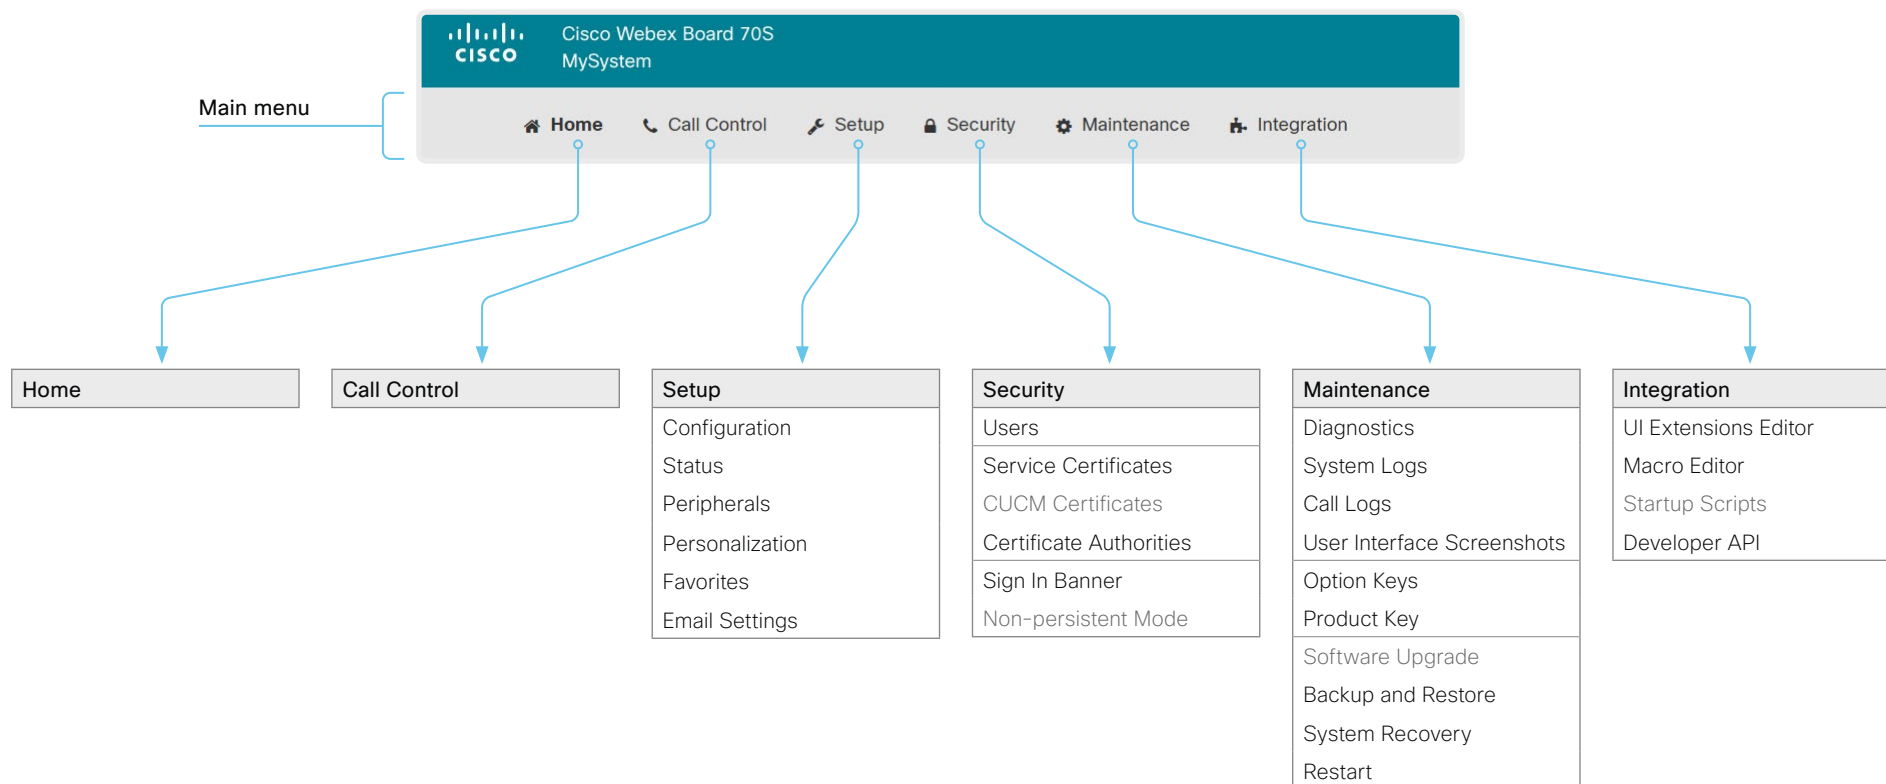 CISCO
Cisco Webex Board 70S
MySystem
Main menu
Home
Call Control
Setup
Security
Maintenance
Integration
Home
Call Control
Setup
Configuration
Status
Peripherals
Personalization
Favorites
Email Settings
Security
Users
Service Certificates
CUCM Certificates
Certificate Authorities
Sign In Banner
Non-persistent Mode
Maintenance
Diagnostics
System Logs
Call Logs
User Interface Screenshots
Option Keys
Product Key
Software Upgrade
Backup and Restore
System Recovery
Restart
Integration
UI Extensions Editor
Macro Editor
Startup Scripts
Developer API